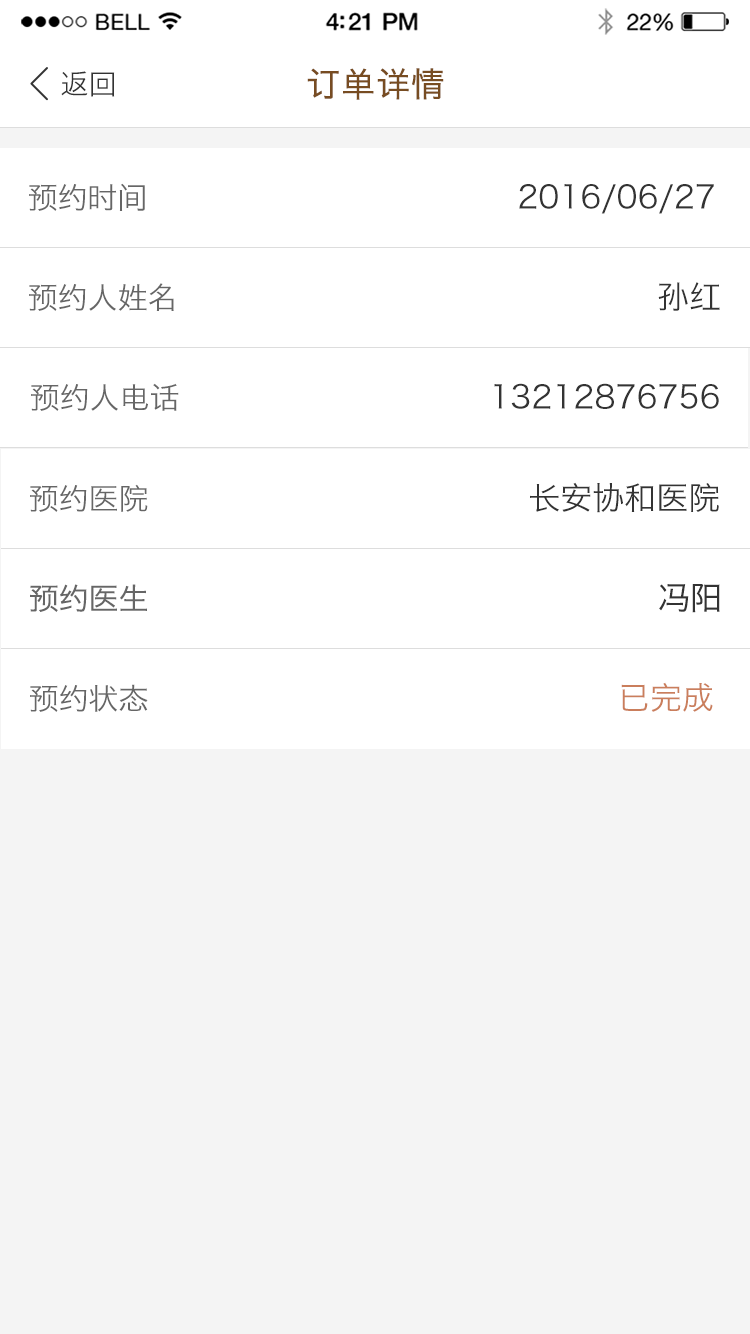 BELL 4:21 PM 22%
返回 订单详情
预约时间 2016/06/27
预约人姓名 孙红
预约人电话 13212876756
预约医院 长安协和医院
预约医生 冯阳
预约状态 已完成